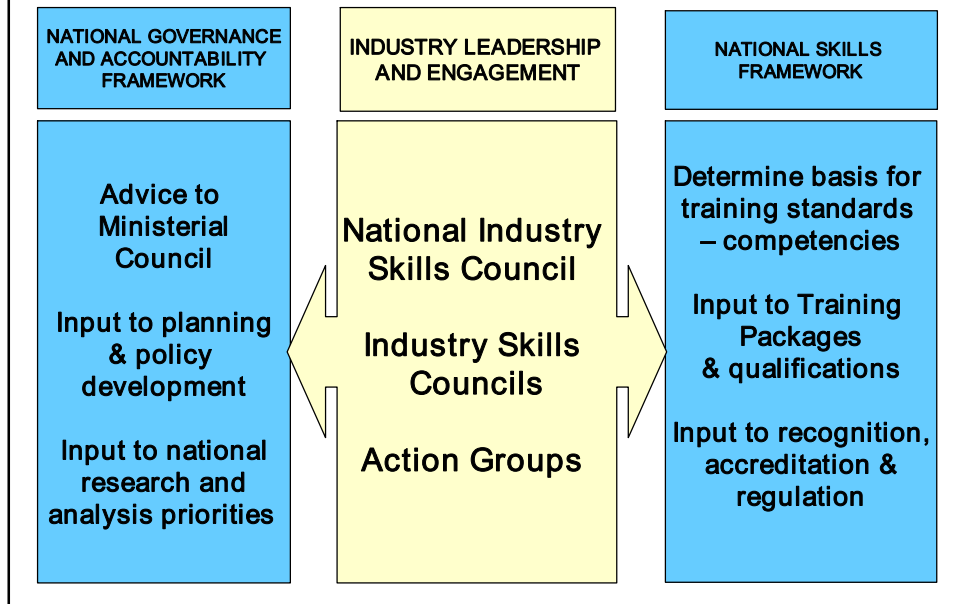 NATIONAL GOVERNANCE
AND ACCOUNTABILITY
FRAMEWORK
INDUSTRY LEADERSHIP
AND ENGAGEMENT
NATIONAL SKILLS
FRAMEWORK
Advice to
Ministerial
Council
Input to planning
& policy
development
Input to national
research and
analysis priorities
National Industry
Skills Council
Industry Skills
Councils
Action Groups
Determine basis for
training standards
– competencies
Input to Training
Packages
& qualifications
Input to recognition,
accreditation &
regulation